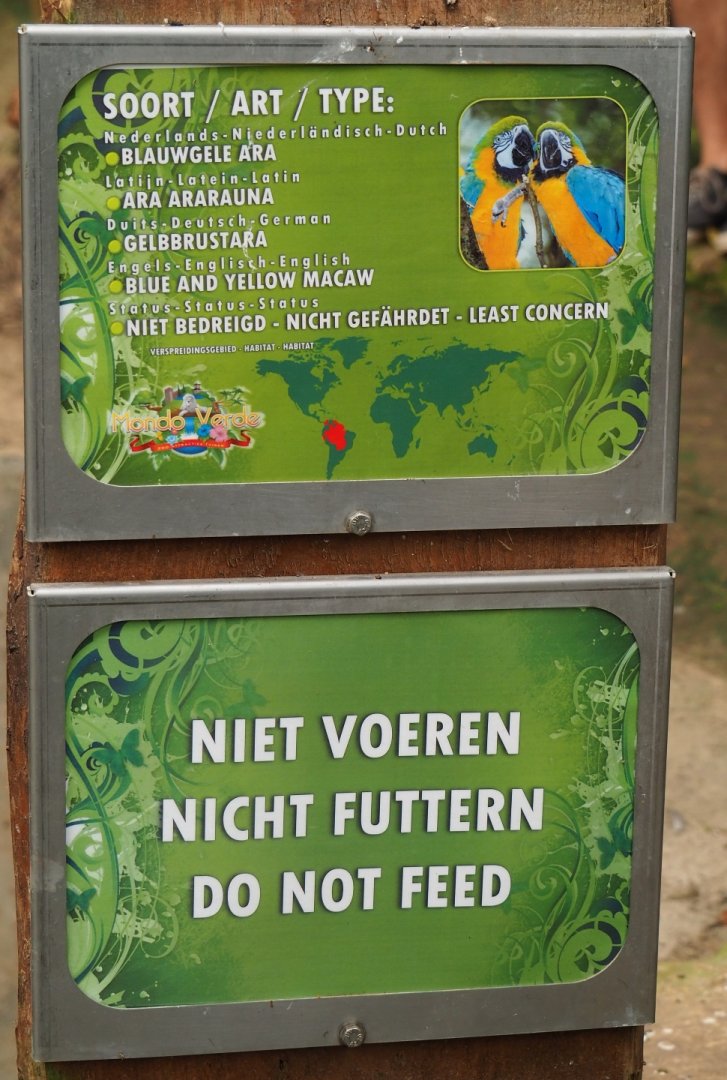 SOORT / ART / TYPE:
Nederlands-Niederländisch-Dutch
BLAUWGELE ARA
Latijn-Latein-Latin
ARA ARARAUNA
Duits-Deutsch-German
GELBBRUSTARA
Engels-Englisch-English
BLUE AND YELLOW MACAW
Status-Status-Status
NIET BEDREIGD - NICHT GEFÄHRDET - LEAST CONCERN
VERSPREIDINGSGEBIED - HABITAT - HABITAT
Mondo Verde
NIET VOEREN
NICHT FUTTERN
DO NOT FEED